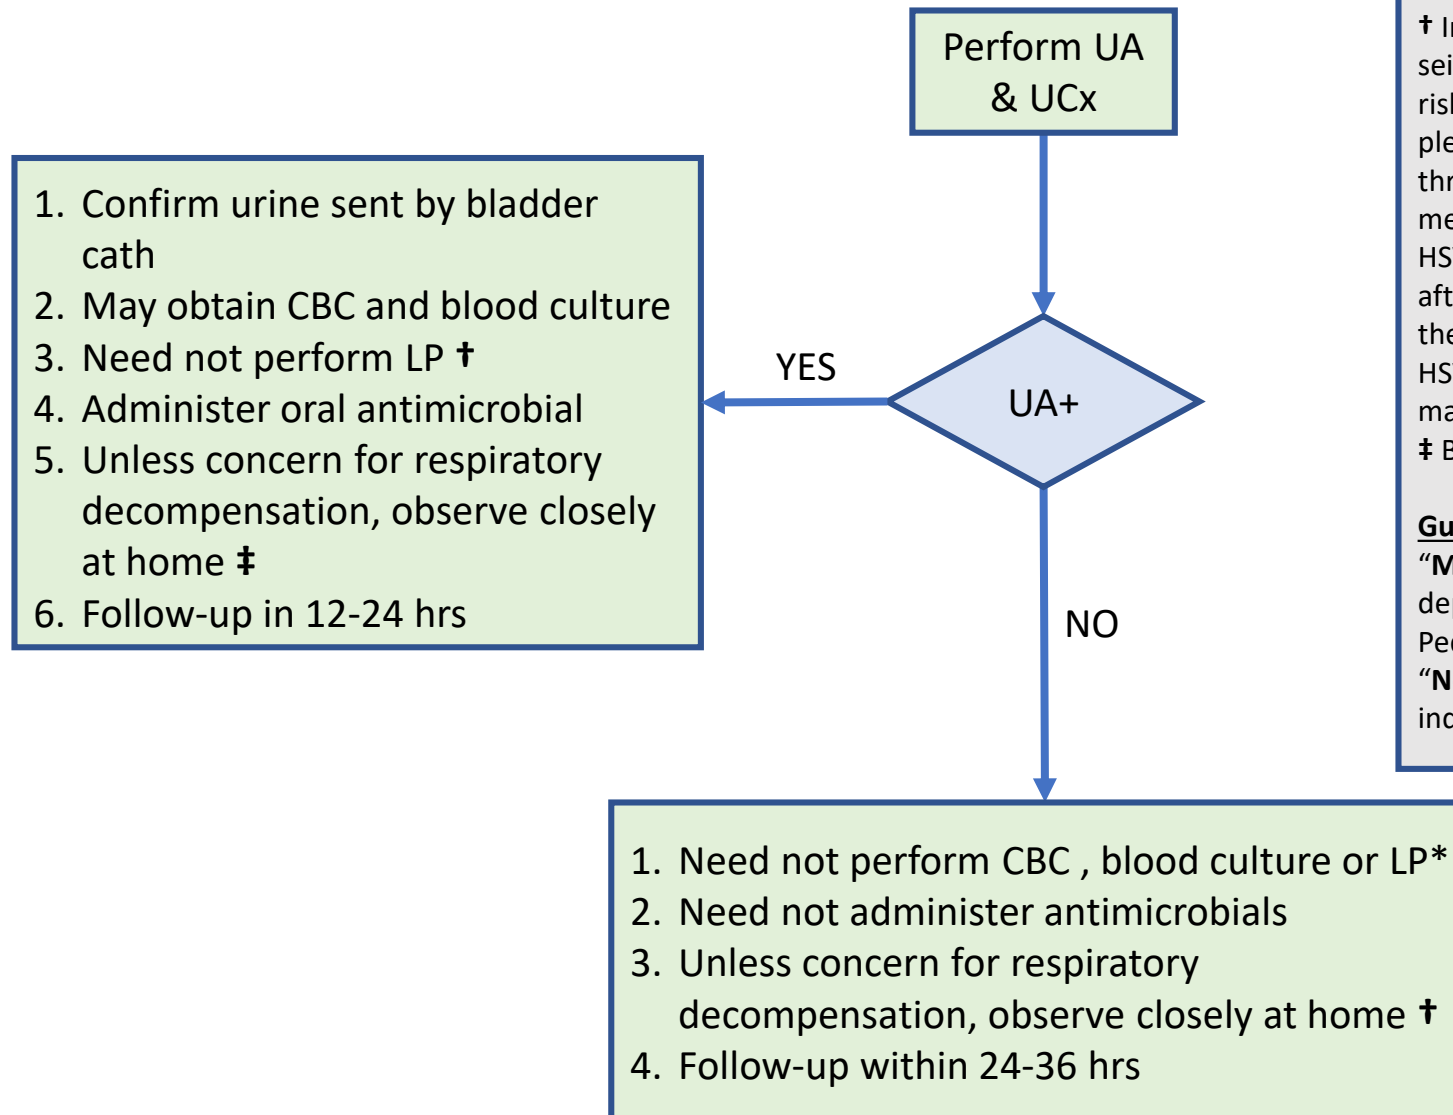 Perform UA
& UCx
1. Confirm urine sent by bladder
cath
2. May obtain CBC and blood culture
3. Need not perform LP †
4. Administer oral antimicrobial
5. Unless concern for respiratory
decompensation, observe closely
at home ‡
6. Follow-up in 12-24 hrs
YES
UA+
NO
1. Need not perform CBC , blood culture or LP*
2. Need not administer antimicrobials
3. Unless concern for respiratory
decompensation, observe closely at home †
4. Follow-up within 24-36 hrs
†
‡